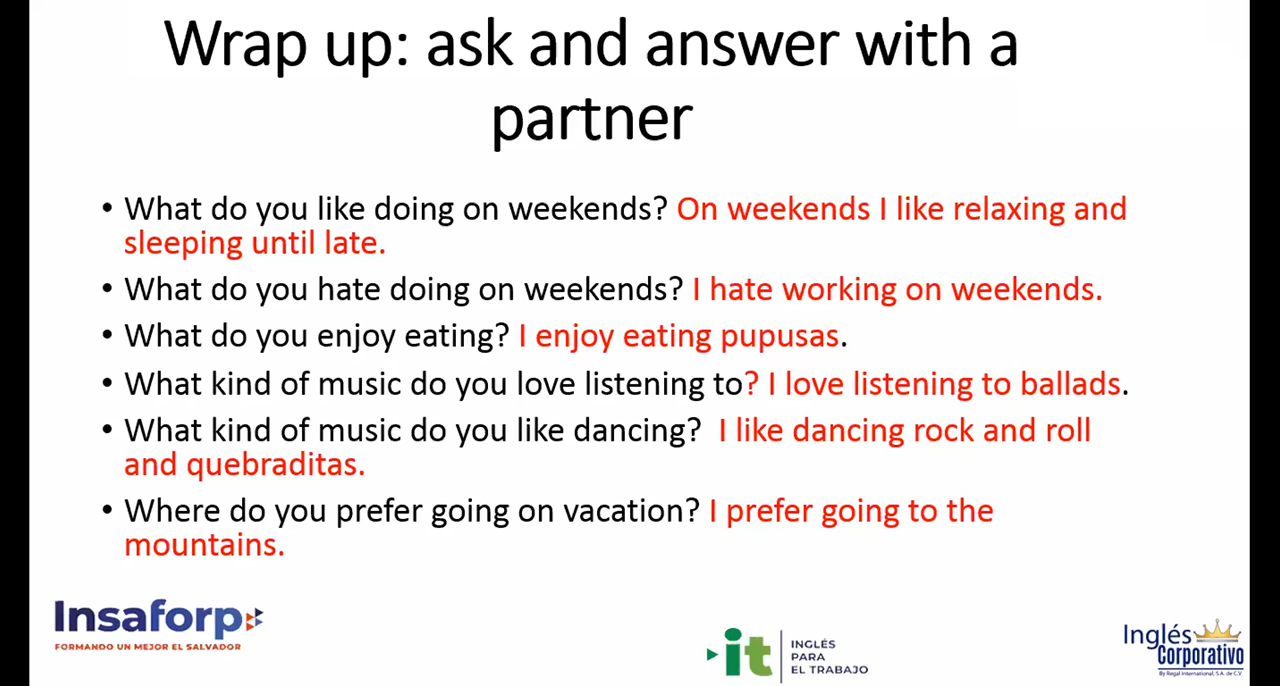 Wrap up: ask and answer with a
partner
• What do you like doing on weekends? On weekends I like relaxing and
sleeping until late.
• What do you hate doing on weekends? I hate working on weekends.
• What do you enjoy eating? I enjoy eating pupusas.
• What kind of music do you love listening to? I love listening to ballads.
• What kind of music do you like dancing?  I like dancing rock and roll
and quebraditas.
• Where do you prefer going on vacation? I prefer going to the
mountains.
Insaforp
FORMANDO UN MEJOR EL SALVADOR
it
INGLÉS
PARA
EL TRABAJO
Inglés
Corporativo
By Regal International, S.A. de C.V